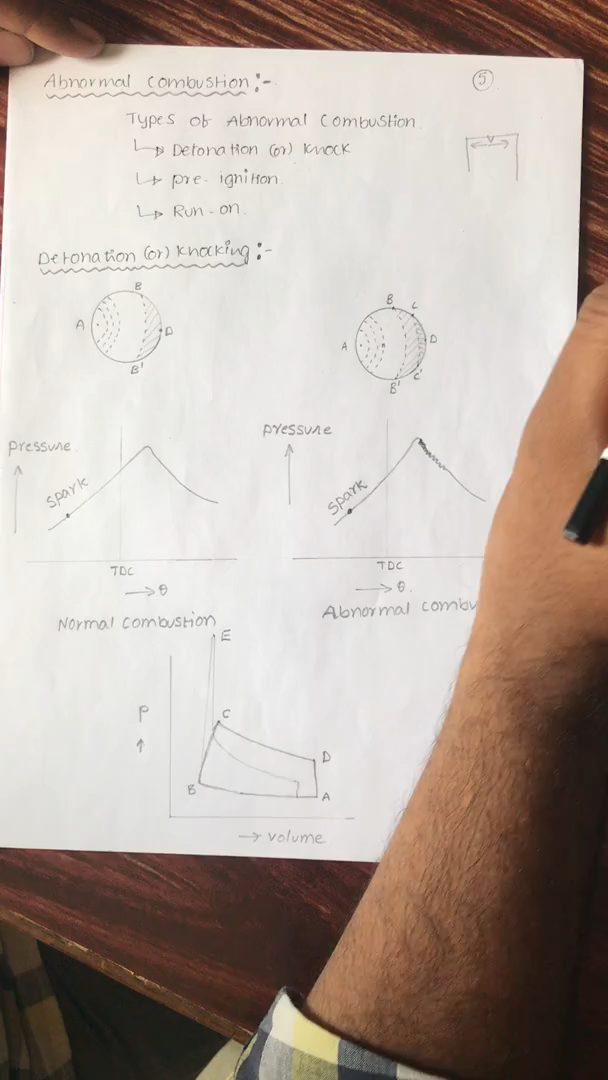 Abnormal Combustion :-
5
Types of Abnormal Combustion
Detonation (or) Knock
V
pre-ignition.
Run-on.
Detonation (or) Knocking :-
B
A
D
B'
B C
A
D
B' C'
pressure
spark
TDC
θ
Normal combustion
pressure
spark
TDC
θ.
Abnormal combu
E
P
C
D
B
A
volume